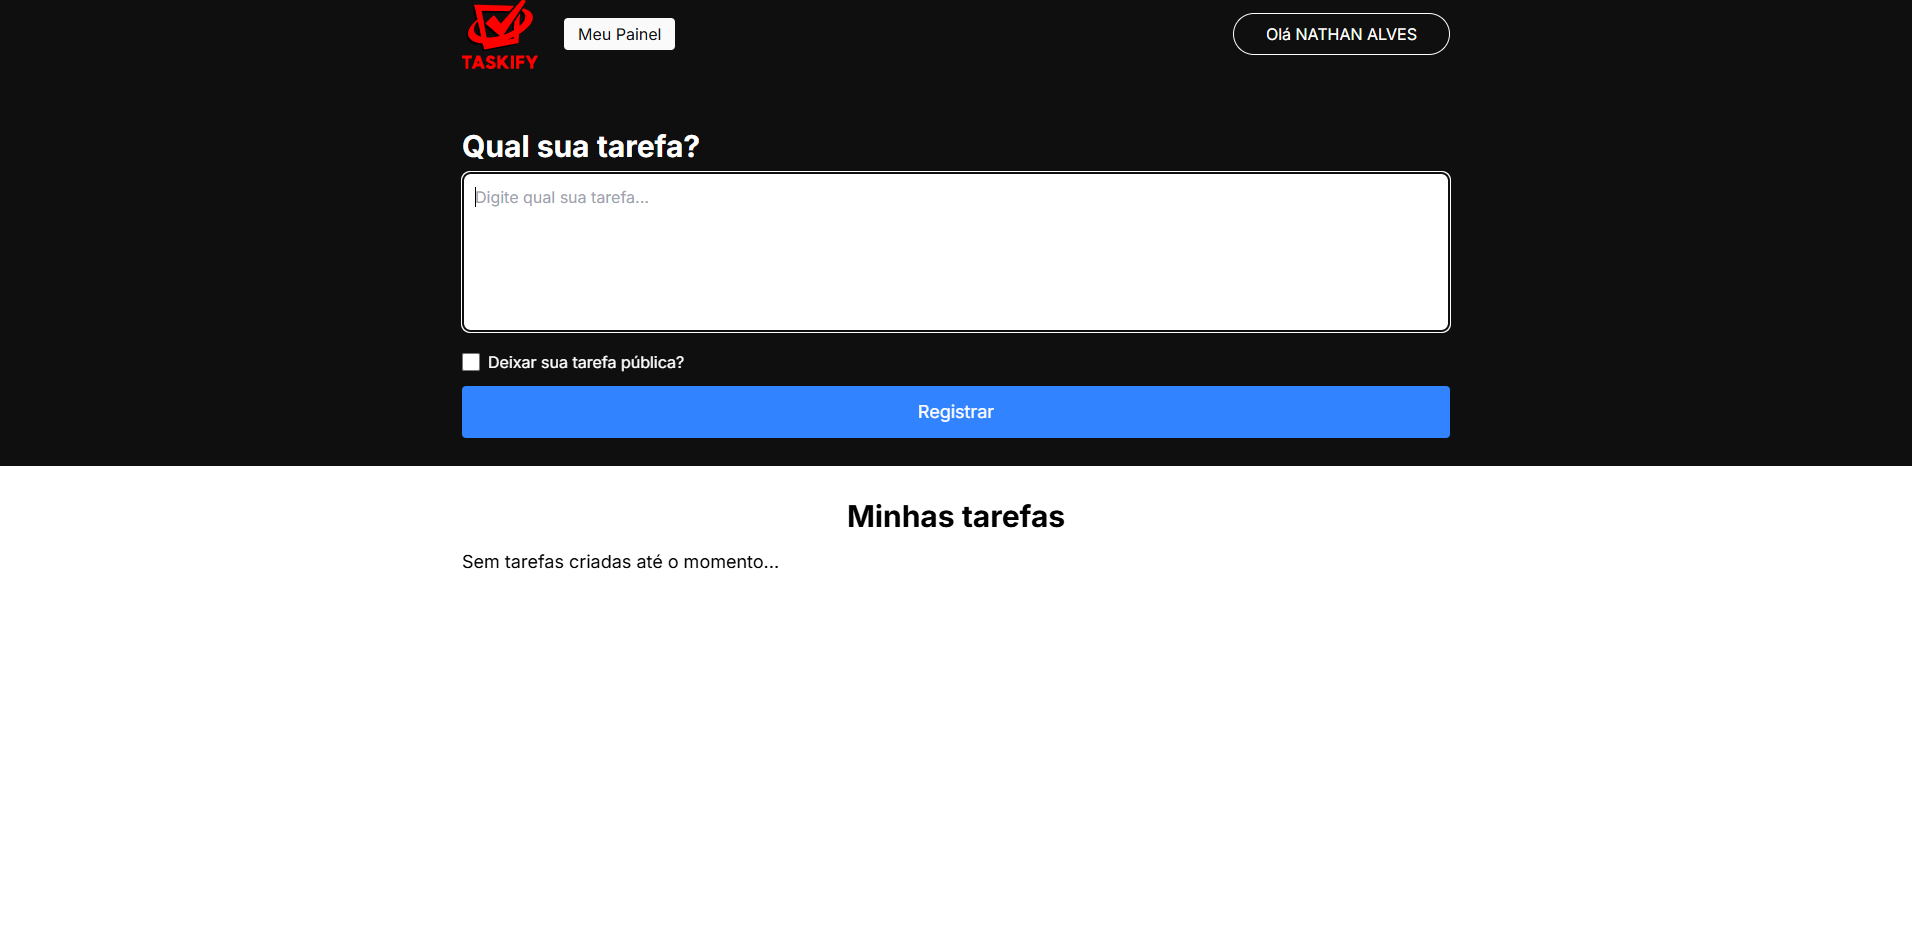 TASKIFY
Meu Painel
Olá NATHAN ALVES
Qual sua tarefa?
Digite qual sua tarefa...
Deixar sua tarefa pública?
Registrar
Minhas tarefas
Sem tarefas criadas até o momento...